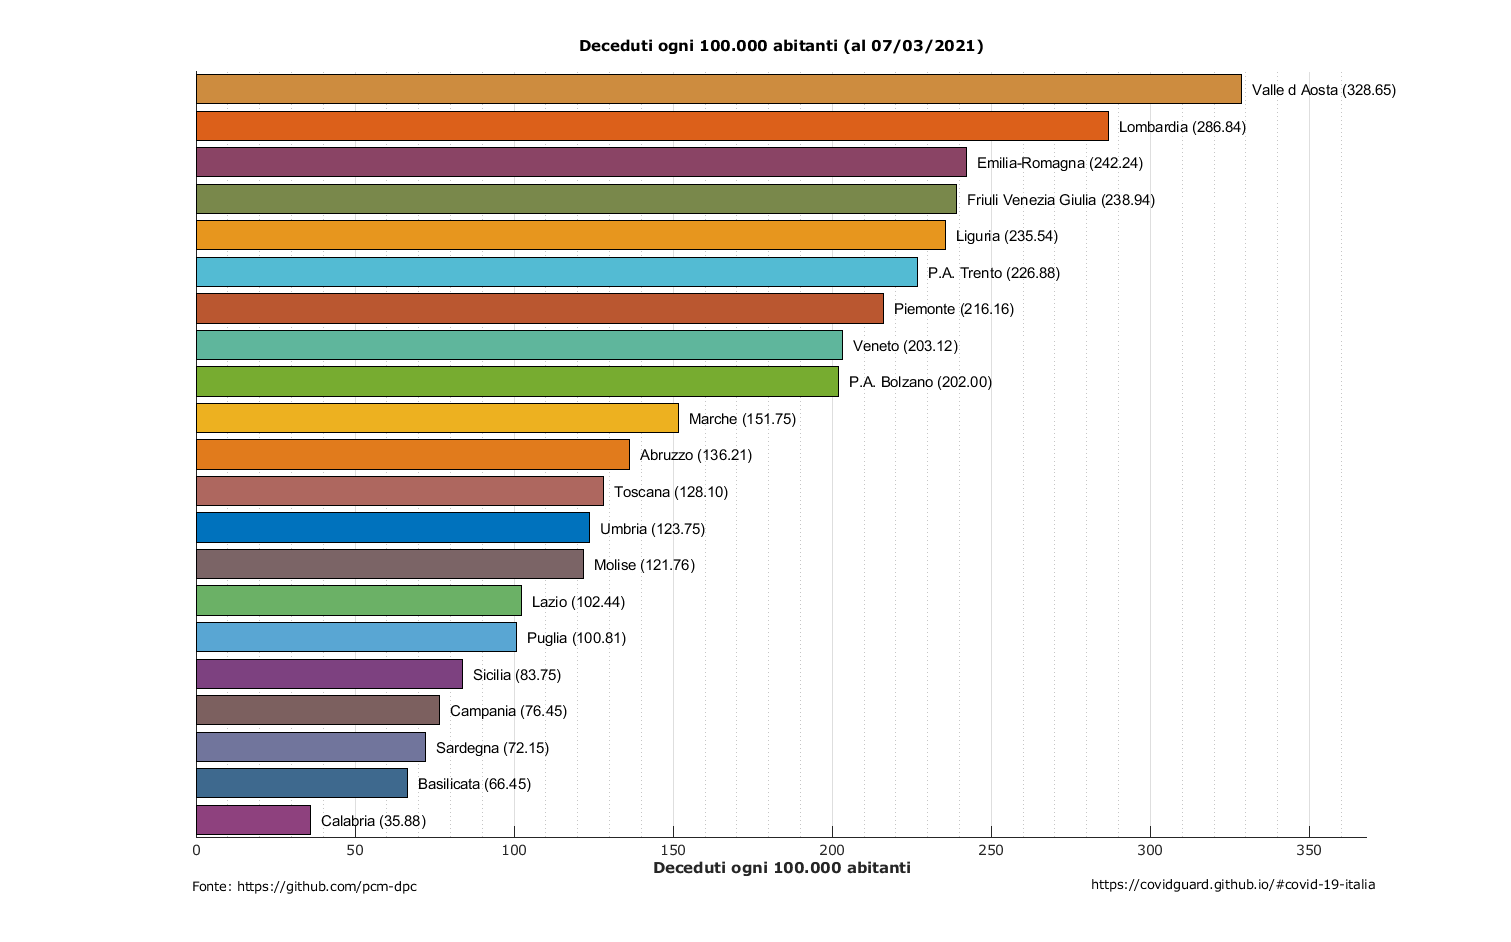 Deceduti ogni 100.000 abitanti (al 07/03/2021)
Valle d Aosta (328.65)
Lombardia (286.84)
Emilia-Romagna (242.24)
Friuli Venezia Giulia (238.94)
Liguria (235.54)
P.A. Trento (226.88)
Piemonte (216.16)
Veneto (203.12)
P.A. Bolzano (202.00)
Marche (151.75)
Abruzzo (136.21)
Toscana (128.10)
Umbria (123.75)
Molise (121.76)
Lazio (102.44)
Puglia (100.81)
Sicilia (83.75)
Campania (76.45)
Sardegna (72.15)
Basilicata (66.45)
Calabria (35.88)
0 50 100 150 200 250 300 350
Deceduti ogni 100.000 abitanti
Fonte: https://github.com/pcm-dpc
https://covidguard.github.io/#covid-19-italia